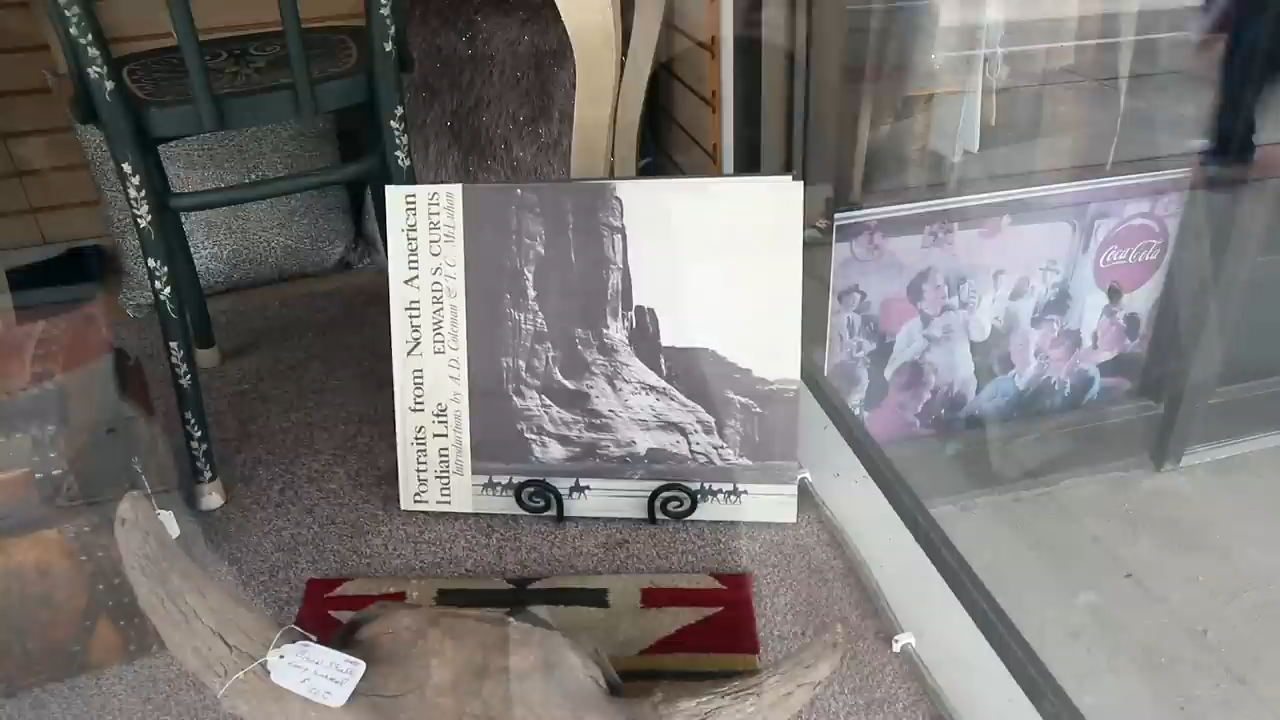 Portraits from North American
Indian Life EDWARD S. CURTIS
Introductions by A. D. Coleman & T. C. McLuhan
Coca-Cola